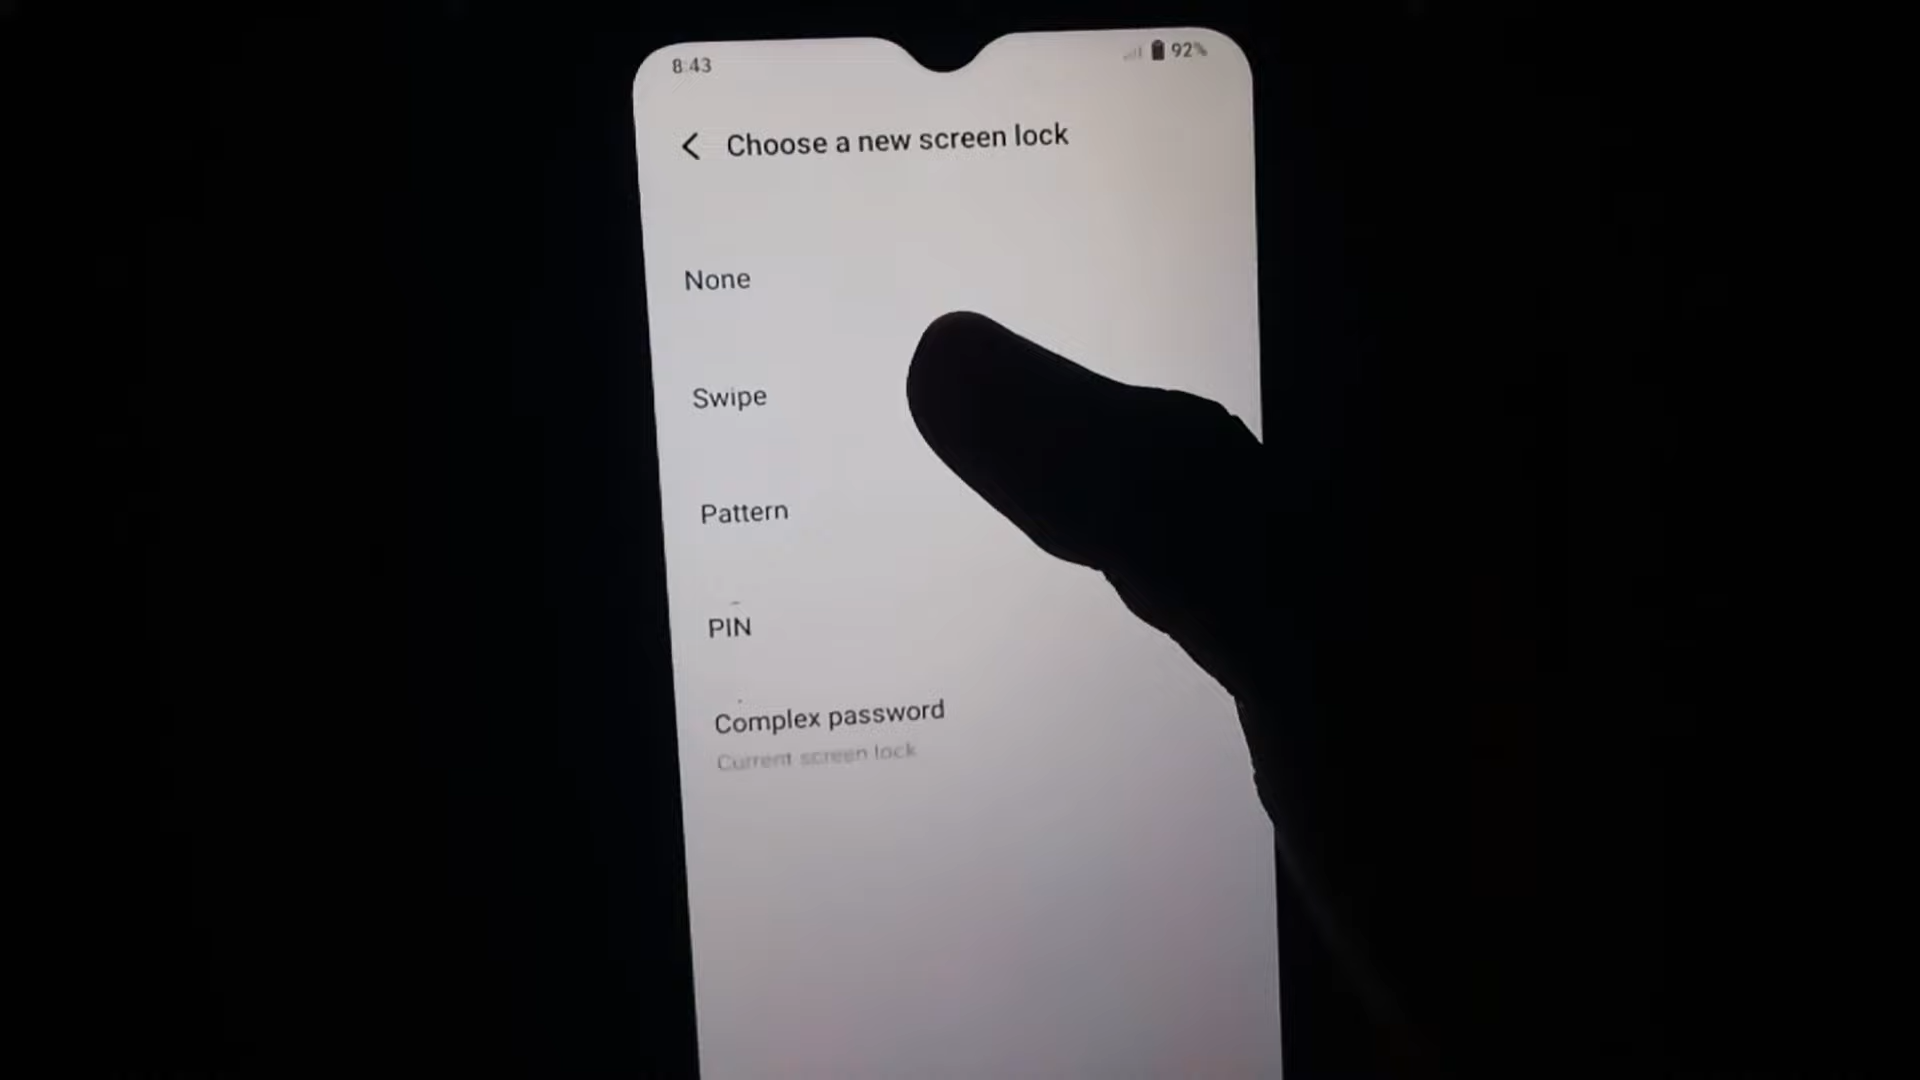 8:43
92%
Choose a new screen lock
None
Swipe
Pattern
PIN
Complex password
Current screen lock